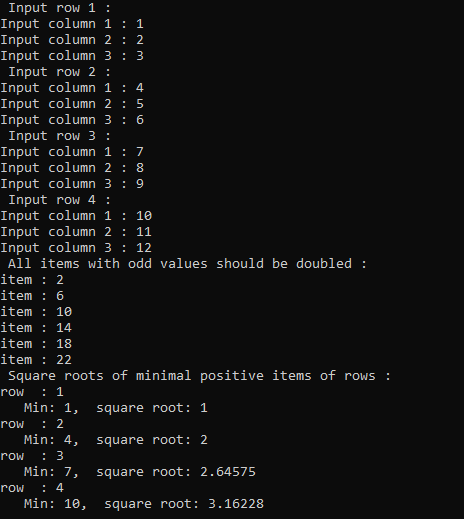 Input row 1 :
Input column 1 : 1
Input column 2 : 2
Input column 3 : 3
Input row 2 :
Input column 1 : 4
Input column 2 : 5
Input column 3 : 6
Input row 3 :
Input column 1 : 7
Input column 2 : 8
Input column 3 : 9
Input row 4 :
Input column 1 : 10
Input column 2 : 11
Input column 3 : 12
All items with odd values should be doubled :
item : 2
item : 6
item : 10
item : 14
item : 18
item : 22
Square roots of minimal positive items of rows :
row  : 1
Min: 1,  square root: 1
row  : 2
Min: 4,  square root: 2
row  : 3
Min: 7,  square root: 2.64575
row  : 4
Min: 10,  square root: 3.16228